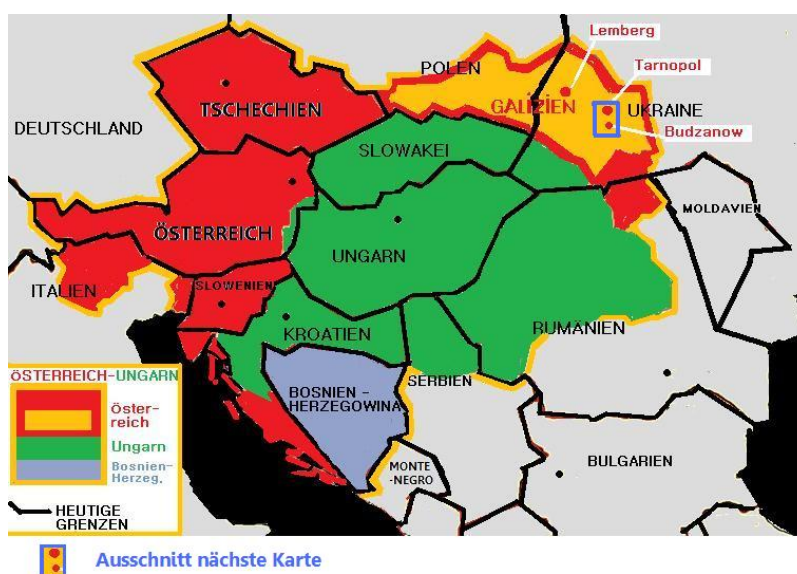 Lemberg
POLEN
Tarnopol
GALIZIEN
UKRAINE
TSCHECHIEN
DEUTSCHLAND
Budzanow
SLOWAKEI
MOLDAVIEN
ÖSTERREICH
UNGARN
ITALIEN
SLOWENIEN
KROATIEN
RUMÄNIEN
ÖSTERREICH-UNGARN
BOSNIEN -
HERZEGOWINA
SERBIEN
Öster-
reich
Ungarn
Bosnien-
Herzeg.
MONTE
-NEGRO
BULGARIEN
HEUTIGE
GRENZEN
Ausschnitt nächste Karte